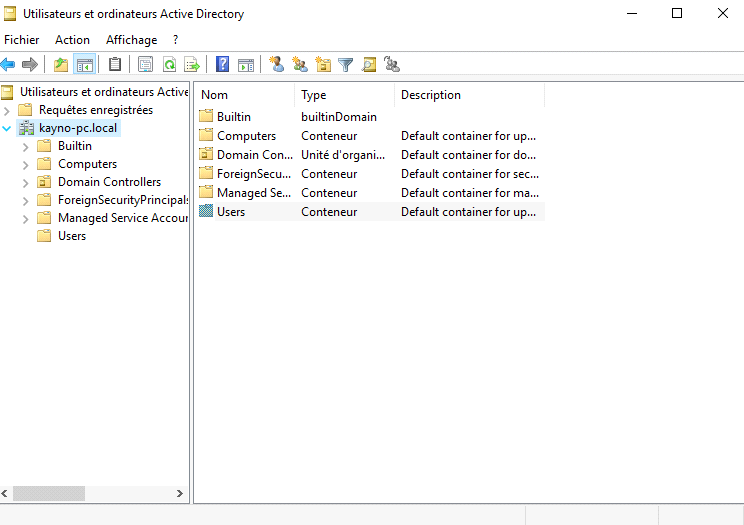 Utilisateurs et ordinateurs Active Directory
Fichier Action Affichage ?
Utilisateurs et ordinateurs Active
Requêtes enregistrées
kayno-pc.local
Builtin
Computers
Domain Controllers
ForeignSecurityPrincipals
Managed Service Accour
Users
Nom Type Description
Builtin builtinDomain
Computers Conteneur Default container for up...
Domain Con... Unité d'organi... Default container for do...
ForeignSecu... Conteneur Default container for sec...
Managed Se... Conteneur Default container for ma...
Users Conteneur Default container for up...